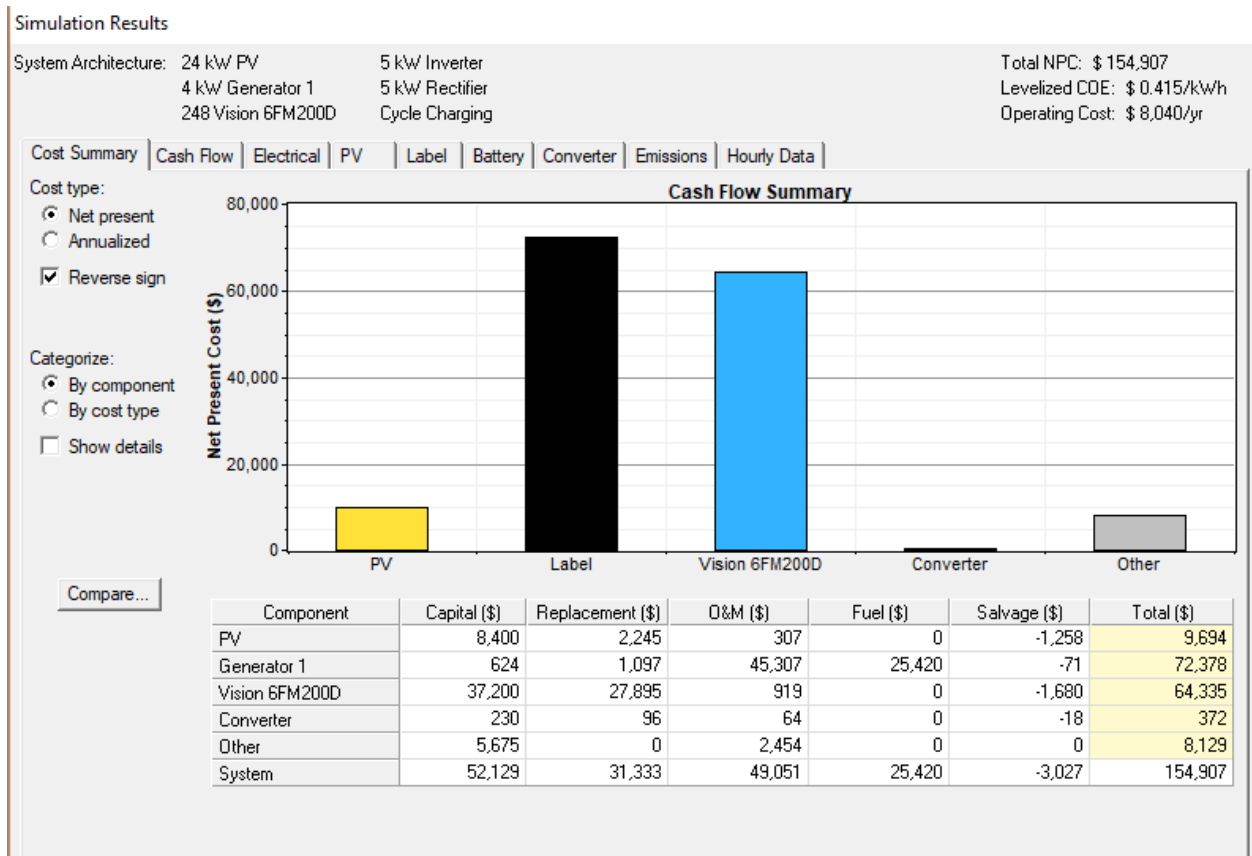 Simulation Results
System Architecture: 24 kW PV 5 kW Inverter Total NPC: $ 154,907
4 kW Generator 1 5 kW Rectifier Levelized COE: $ 0.415/kWh
248 Vision 6FM200D Cycle Charging Operating Cost: $ 8,040/yr
Cost Summary Cash Flow Electrical PV Label Battery Converter Emissions Hourly Data
Cost type:
Net present
Annualized
Reverse sign
Categorize:
By component
By cost type
Show details
Compare...
Cash Flow Summary
Net Present Cost ($)
80,000
60,000
40,000
20,000
0
PV Label Vision 6FM200D Converter Other
Component Capital ($) Replacement ($) O&M ($) Fuel ($) Salvage ($) Total ($)
PV 8,400 2,245 307 0 -1,258 9,694
Generator 1 624 1,097 45,307 25,420 -71 72,378
Vision 6FM200D 37,200 27,895 919 0 -1,680 64,335
Converter 230 96 64 0 -18 372
Other 5,675 0 2,454 0 0 8,129
System 52,129 31,333 49,051 25,420 -3,027 154,907